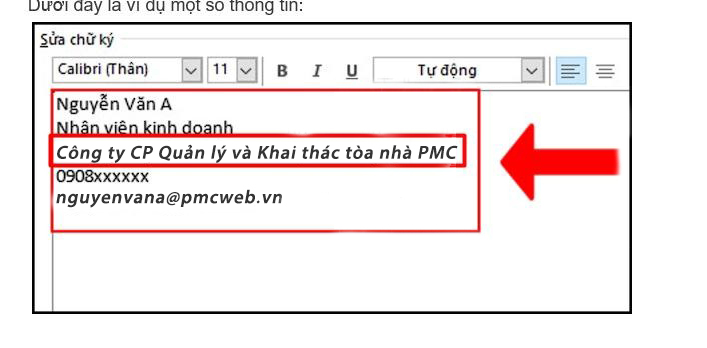 Dưới đây là ví dụ một số thông tin:
Sửa chữ ký
Calibri (Thân) 11 B I U Tự động
Nguyễn Văn A
Nhân viên kinh doanh
Công ty CP Quản lý và Khai thác tòa nhà PMC
0908xxxxxx
nguyenvana@pmcweb.vn